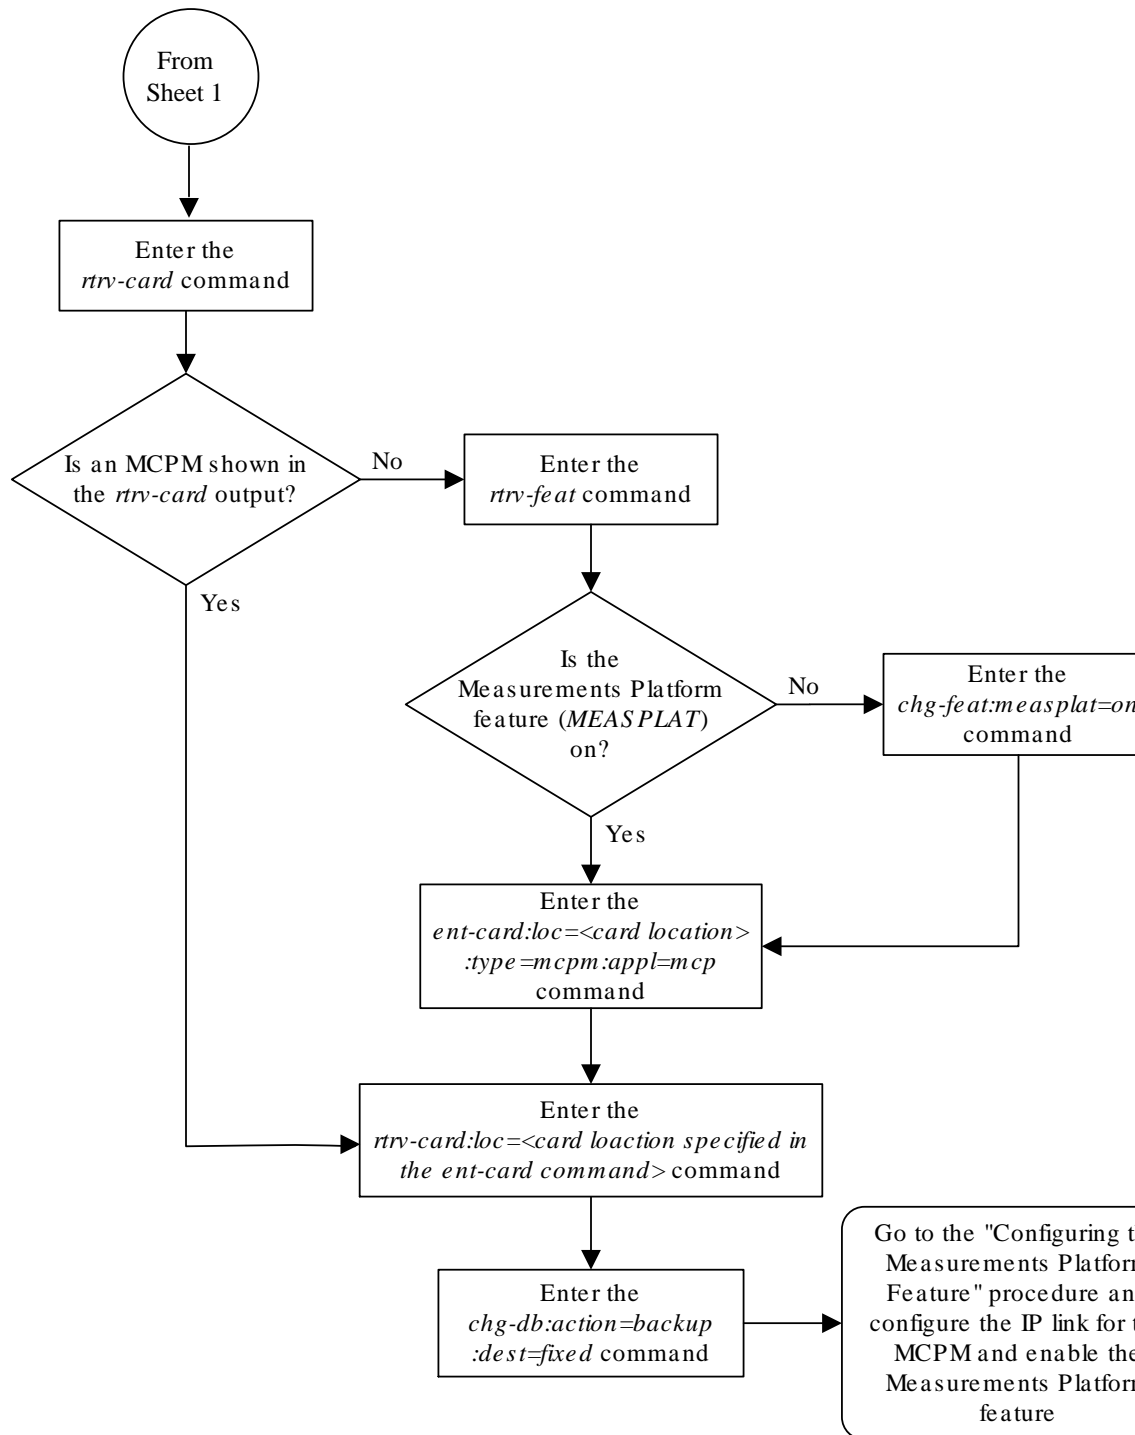 From
Sheet 1
Enter the
rtrv-card command
Is an MCPM shown in
the rtrv-card output?
No
Yes
Enter the
rtrv-feat command
Is the
Measurements Platform
feature (MEASPLAT)
on?
No
Yes
Enter the
chg-feat:measplat=on
command
Enter the
ent-card:loc=<card location>
:type=mcpm:appl=mcp
command
Enter the
rtrv-card:loc=<card loaction specified in
the ent-card command> command
Enter the
chg-db:action=backup
:dest=fixed command
Go to the "Configuring
Measurements
Feature" procedure
configure the IP link for
MCPM and enable the
Measurements
feature